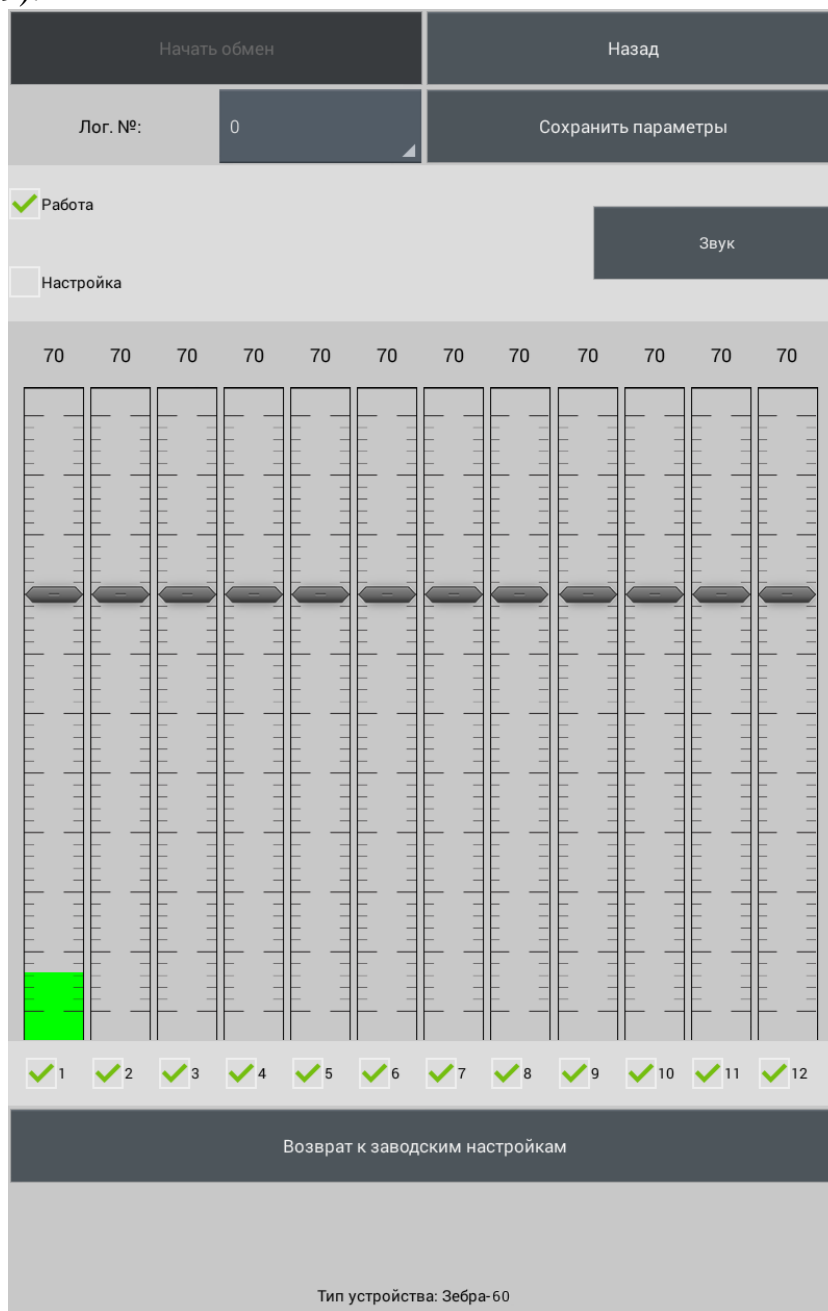 Начать обмен Назад
Лог. №: 0 Сохранить параметры
Работа
Звук
Настройка
70 70 70 70 70 70 70 70 70 70 70 70
1 2 3 4 5 6 7 8 9 10 11 12
Возврат к заводским настройкам
Тип устройства: Зебра-60